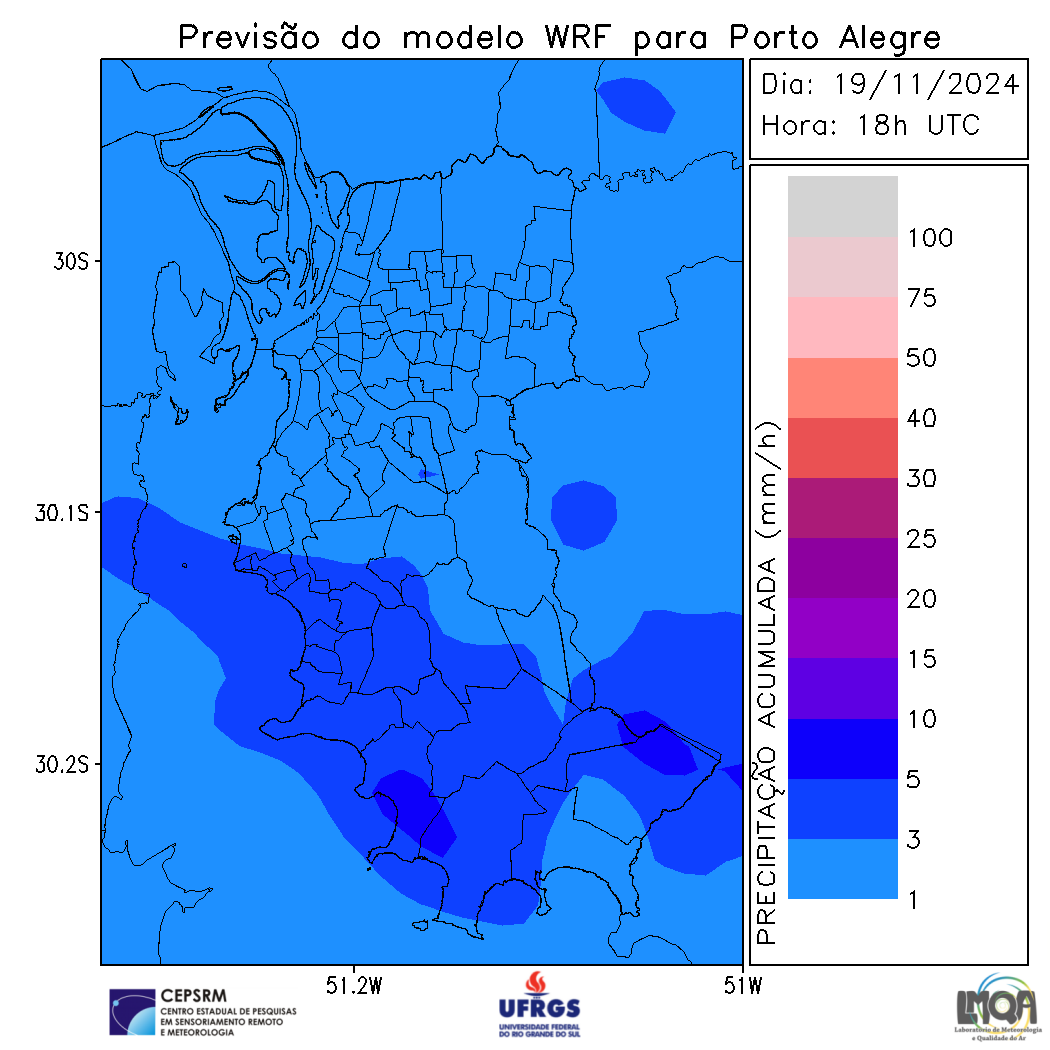 Previsão do modelo WRF para Porto Alegre
Dia: 19/11/2024
Hora: 18h UTC
PRECIPITAÇÃO ACUMULADA (mm/h)
100
75
50
40
30
25
20
15
10
5
3
1
30S
30.1S
30.2S
51.2W
51W
CEPSRM
CENTRO ESTADUAL DE PESQUISAS
EM SENSORIAMENTO REMOTO
E METEOROLOGIA
UFRGS
UNIVERSIDADE FEDERAL
DO RIO GRANDE DO SUL
LMQA
Laboratório de Meteorologia
e Qualidade do Ar